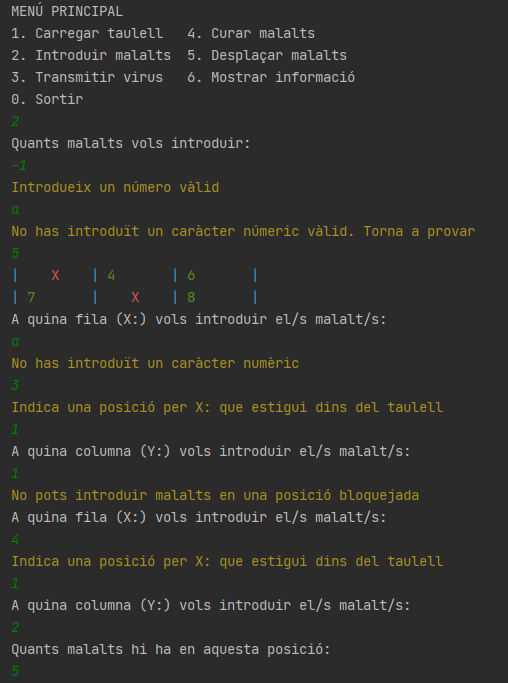 MENÚ PRINCIPAL
1. Carregar taulell   4. Curar malalts
2. Introduir malalts  5. Desplaçar malalts
3. Transmitir virus   6. Mostrar informació
0. Sortir
2
Quants malalts vols introduir:
-1
Introdueix un número vàlid
a
No has introduït un caràcter númeric vàlid. Torna a provar
5
|    X    | 4       | 6       |
| 7       |    X    | 8       |
A quina fila (X:) vols introduir el/s malalt/s:
a
No has introduït un caràcter numèric
3
Indica una posició per X: que estigui dins del taulell
1
A quina columna (Y:) vols introduir el/s malalt/s:
1
No pots introduir malalts en una posició bloquejada
A quina fila (X:) vols introduir el/s malalt/s:
4
Indica una posició per X: que estigui dins del taulell
1
A quina columna (Y:) vols introduir el/s malalt/s:
2
Quants malalts hi ha en aquesta posició:
5